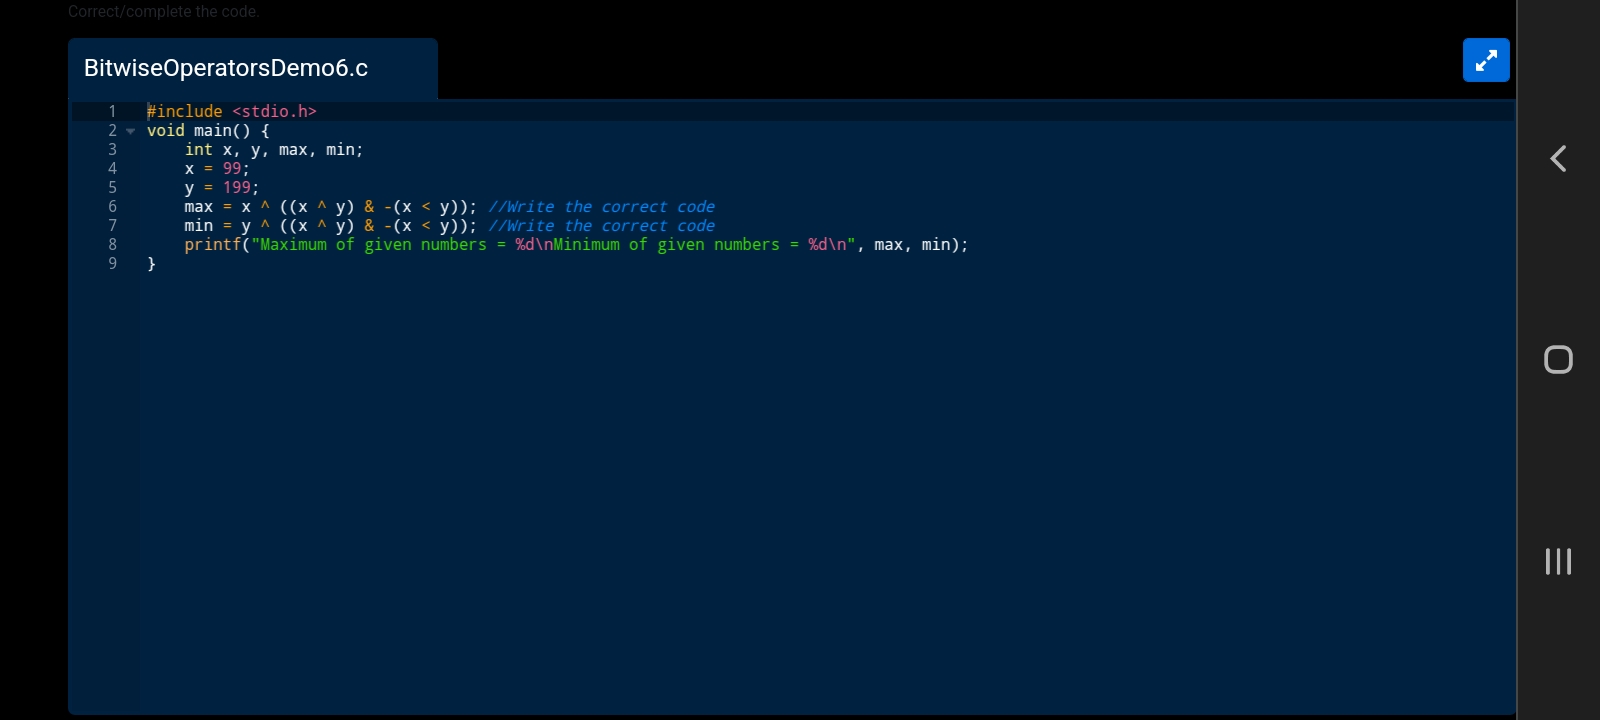 Correct/complete the code.
BitwiseOperatorsDemo6.c
1 #include <stdio.h>
2 void main() {
3 int x, y, max, min;
4 x = 99;
5 y = 199;
6 max = x ^ ((x ^ y) & -(x < y)); //Write the correct code
7 min = y ^ ((x ^ y) & -(x < y)); //Write the correct code
8 printf("Maximum of given numbers = %d\nMinimum of given numbers = %d\n", max, min);
9 }